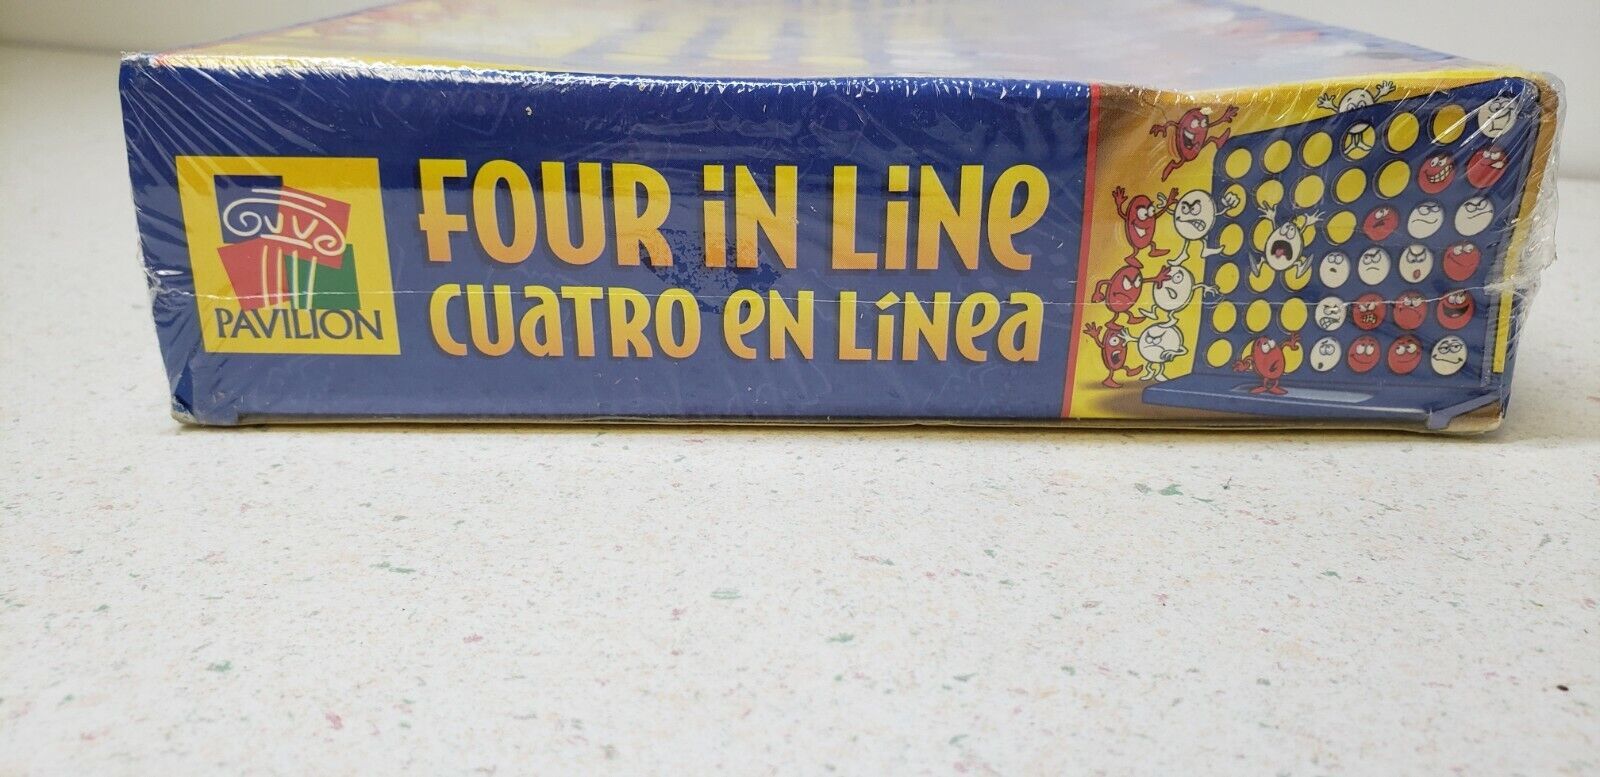 PAVILION
FOUR iN LiNe
CUaTRO eN LíNea